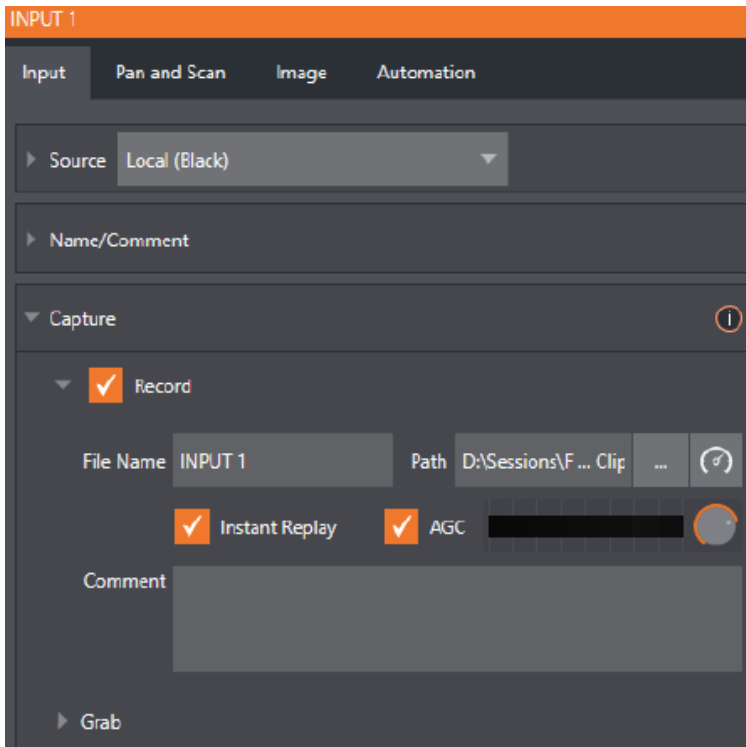 INPUT 1
Input Pan and Scan Image Automation
Source Local (Black)
Name/Comment
Capture i
Record
File Name INPUT 1 Path D:\Sessions\F ... Clip ...
Instant Replay AGC
Comment
Grab